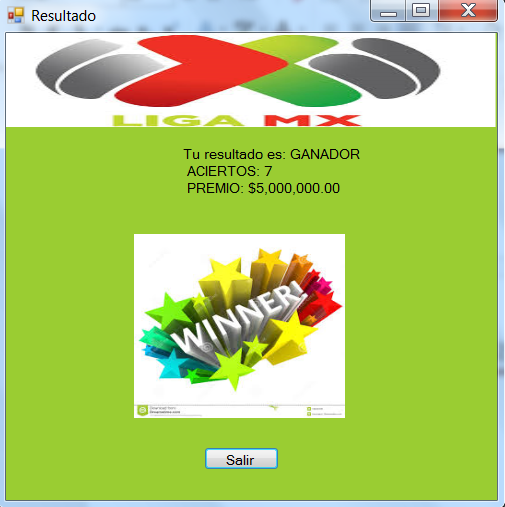 Resultado
LIGA MX
Tu resultado es: GANADOR
ACIERTOS: 7
PREMIO: $5,000,000.00
WINNER!
Salir